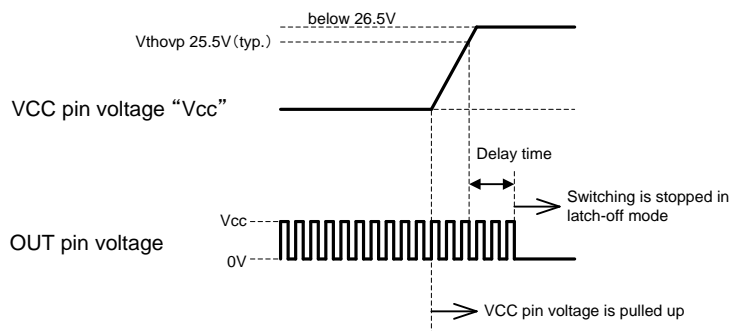 below 26.5V
Vthovp 25.5V(typ.)
VCC pin voltage “Vcc”
Delay time
Switching is stopped in
latch-off mode
Vcc
OUT pin voltage
0V
VCC pin voltage is pulled up